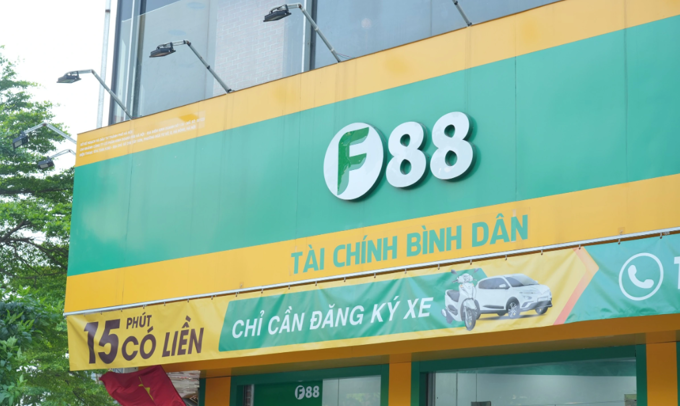 F88
TÀI CHÍNH BÌNH DÂN
15 PHÚT
CÓ LIỀN
CHỈ CẦN ĐĂNG KÝ XE
F88